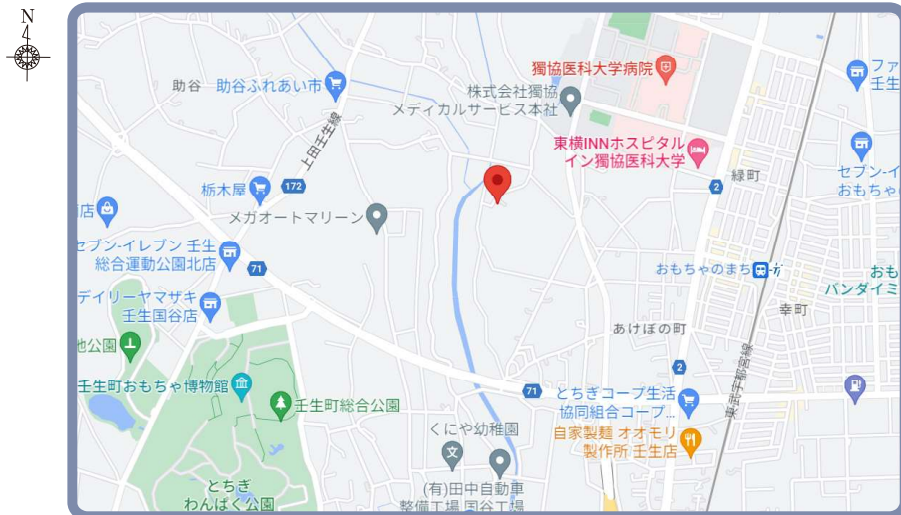 N
獨協医科大学病院
ファ
壬生
助谷
助谷ふれあい市
株式会社獨協
メディカルサービス本社
上田壬生線
東横INNホスピタル
イン獨協医科大学
セブン-イ
おもちゃの
緑町
2
172
栃木屋
メガオートマリーン
店
セブン-イレブン 壬生
総合運動公園北店
71
おもちゃのまち
おも
バンダイミ
デイリーヤマザキ
壬生国谷店
幸町
あけぼの町
地公園
2
東武宇都宮線
壬生町おもちゃ博物館
71
とちぎコープ生活
協同組合コープ...
壬生町総合公園
くにや幼稚園
自家製麺 オオモリ
製作所 壬生店
とちぎ
わんぱく公園
(有)田中自動車
整備工場 国谷工場